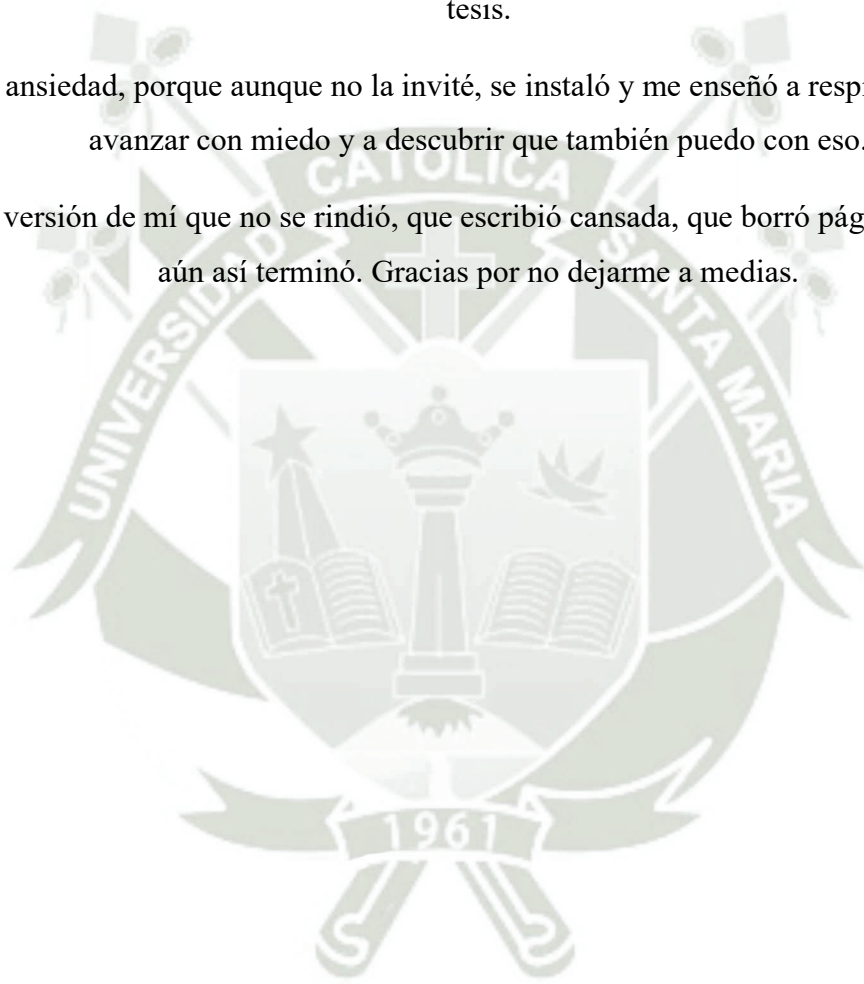 tesis.
ansiedad, porque aunque no la invité, se instaló y me enseñó a
avanzar con miedo y a descubrir que también puedo con eso.
versión de mí que no se rindió, que escribió cansada, que borró
aún así terminó. Gracias por no dejarme a medias.
UNIVERSIDAD CATOLICA SANTA MARIA
1961